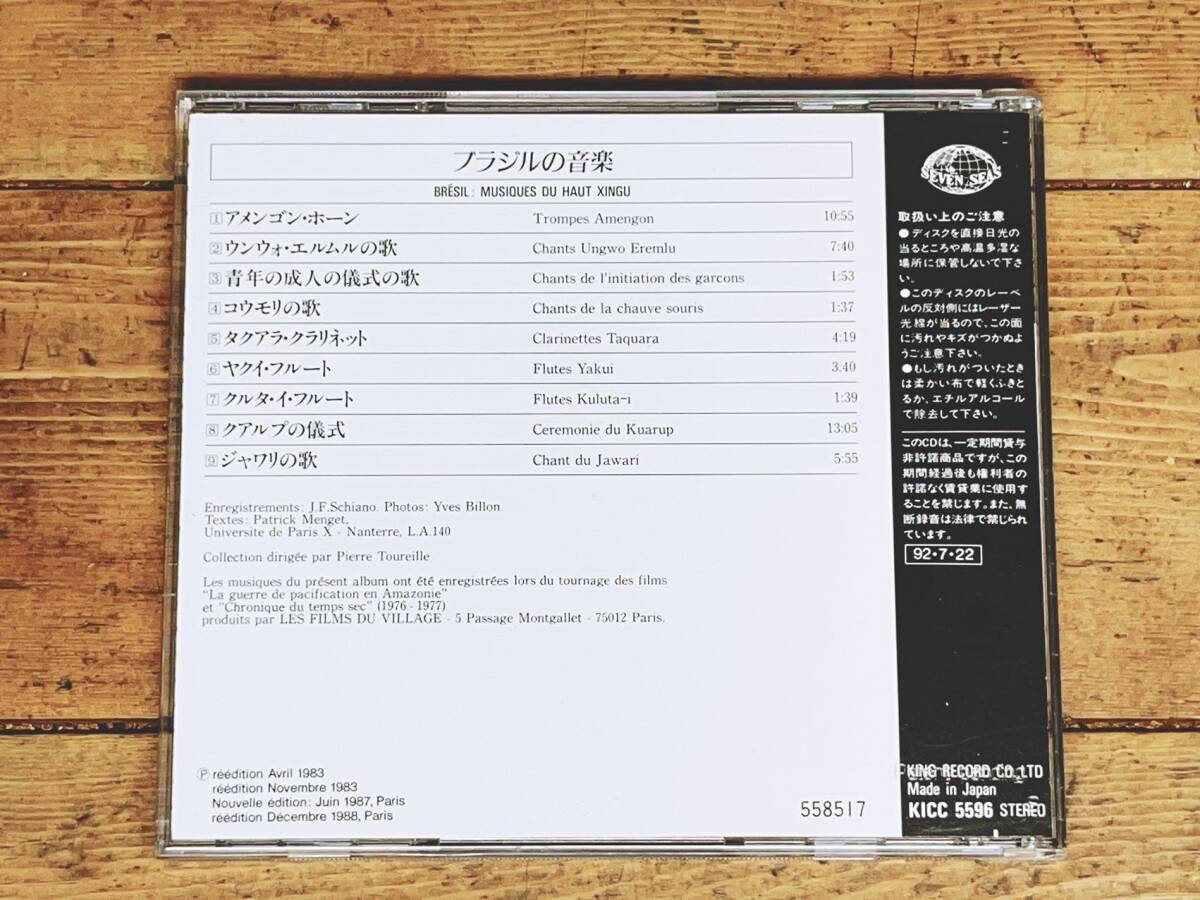 ブラジルの音楽
BRÉSIL: MUSIQUES DU HAUT XINGU
1 アメンゴン・ホーン Trompes Amengon 10:55
2 ウンウォ・エルムルの歌 Chants Ungwo Eremlu 7:40
3 青年の成人の儀式の歌 Chants de l'initiation des garcons 1:53
4 コウモリの歌 Chants de la chauve souris 1:37
5 タクアラ・クラリネット Clarinettes Taquara 4:19
6 ヤクイ・フルート Flutes Yakui 3:40
7 クルタ・イ・フルート Flutes Kuluta-i 1:39
8 クアルプの儀式 Ceremonie du Kuarup 13:05
9 ジャワリの歌 Chant du Jawari 5:55
Enregistrements: J.F.Schiano. Photos: Yves Billon.
Textes: Patrick Menget,
Universite de Paris X - Nanterre, L.A.140
Collection dirigée par Pierre Toureille
Les musiques du présent album ont été enregistrées lors du tournage des films
"La guerre de pacification en Amazonie"
et "Chronique du temps sec" (1976-1977)
produits par LES FILMS DU VILLAGE - 5 Passage Montgallet - 75012 Paris.
Ⓟ réédition Avril 1983
réédition Novembre 1983
Nouvelle édition: Juin 1987, Paris
réédition Décembre 1988, Paris
558517
SEVEN SEAS
取扱い上のご注意
●ディスクを直接日光の
当るところや高温多湿な
場所に保管しないで下さ
い。
●このディスクのレーベ
ルの反対側にはレーザー
光線が当るので、この面
に汚れやキズがつかぬよ
うご注意下さい。
●もし汚れがついたとき
は柔かい布で軽くふきと
るか、エチルアルコール
で除去して下さい。
このCDは、一定期間貸与
非許諾商品ですが、この
期間経過後も権利者の
許諾なく賃貸業に使用す
ることを禁じます。また、無
断録音は法律で禁じられ
ています。
92・7・22
KING RECORD CO., LTD
Made in Japan
KICC 5596 STEREO